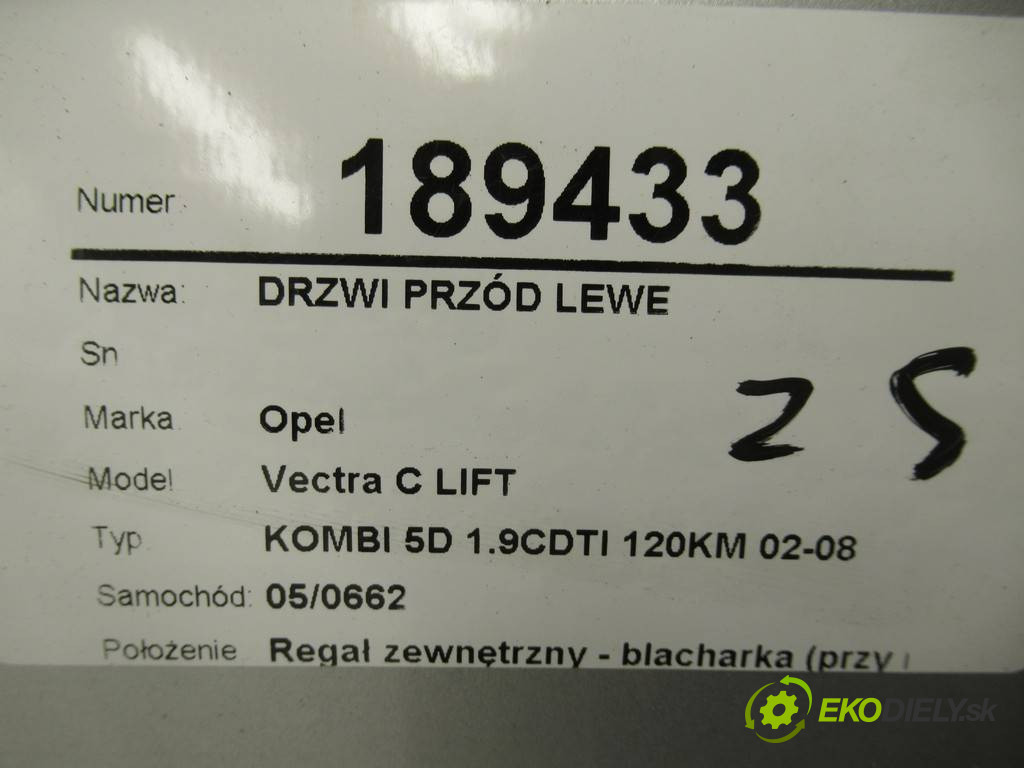 Numer 189433
Nazwa: DRZWI PRZÓD LEWE
Sn
Marka Opel
Model Vectra C LIFT
Typ KOMBI 5D 1.9CDTI 120KM 02-08
Samochód: 05/0662
Położenie Regał zewnętrzny - blacharka (przy
25
EKODIELY.sk